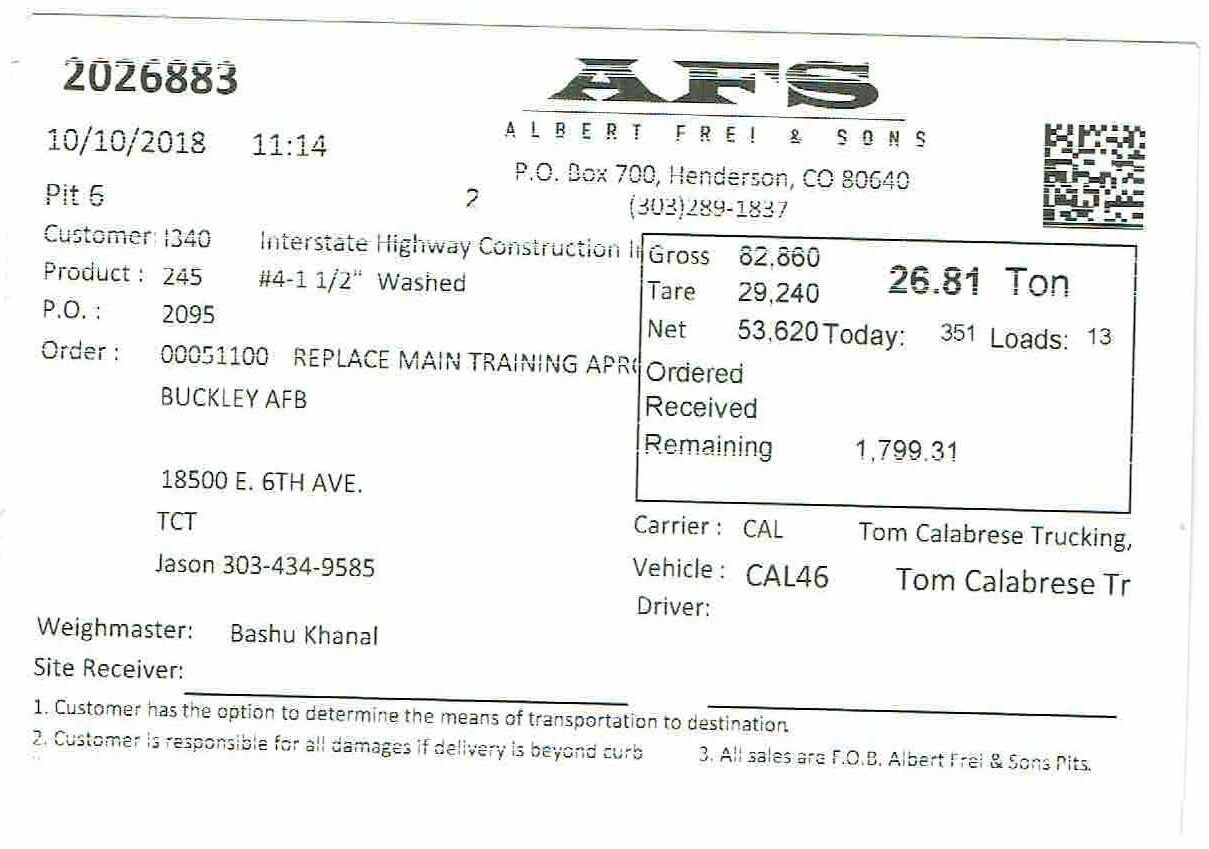 2026883
AFS
ALBERT FREI & SONS
10/10/2018 11:14
P.O. Box 700, Henderson, CO 80640
Pit 6 2
(303)289-1837
Customer: I340 Interstate Highway Construction I
Product : 245 #4-1 1/2" Washed
P.O. : 2095
Order : 00051100 REPLACE MAIN TRAINING APR
BUCKLEY AFB
18500 E. 6TH AVE.
TCT
Jason 303-434-9585
Gross 82,860 26.81 Ton
Tare 29,240
Net 53,620 Today: 351 Loads: 13
Ordered
Received
Remaining 1,799.31
Carrier : CAL Tom Calabrese Trucking,
Vehicle : CAL46 Tom Calabrese Tr
Driver:
Weighmaster: Bashu Khanal
Site Receiver:
1. Customer has the option to determine the means of transportation to destination.
2. Customer is responsible for all damages if delivery is beyond curb 3. All sales are F.O.B. Albert Frei & Sons Pits.